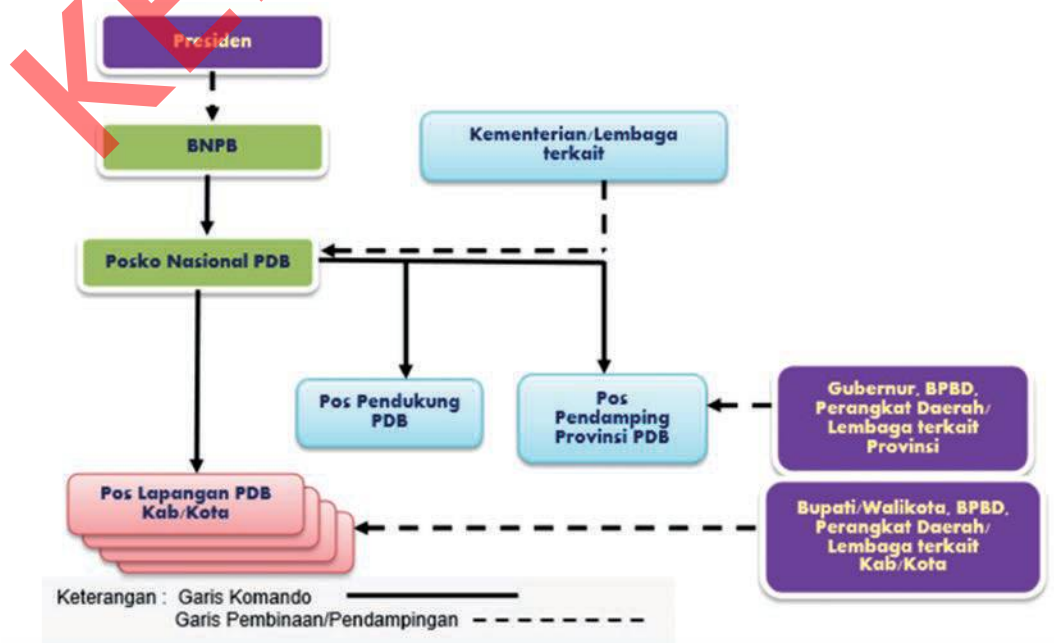 Presiden
BNPB
Kementerian/Lembaga
terkait
Posko Nasional PDB
Pos Pendukung
PDB
Pos
Pendamping
Provinsi PDB
Gubernur, BPBD,
Perangkat Daerah/
Lembaga terkait
Provinsi
Pos Lapangan PDB
Kab/Kota
Bupati/Walikota, BPBD,
Perangkat Daerah/
Lembaga terkait
Kab/Kota
Keterangan : Garis Komando
Garis Pembinaan/Pendampingan